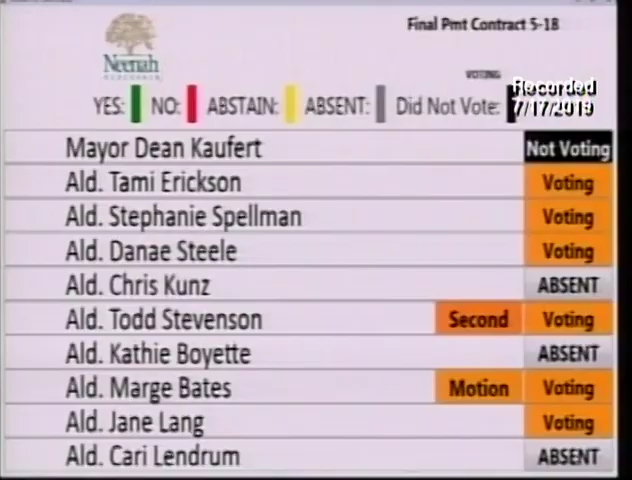 Final Pmt Contract 5-18
Neenah
WISCONSIN
VOTING
Recorded
7/17/2019
YES: NO: ABSTAIN: ABSENT: Did Not Vote:
Mayor Dean Kaufert Not Voting
Ald. Tami Erickson Voting
Ald. Stephanie Spellman Voting
Ald. Danae Steele Voting
Ald. Chris Kunz ABSENT
Ald. Todd Stevenson Second Voting
Ald. Kathie Boyette ABSENT
Ald. Marge Bates Motion Voting
Ald. Jane Lang Voting
Ald. Cari Lendrum ABSENT